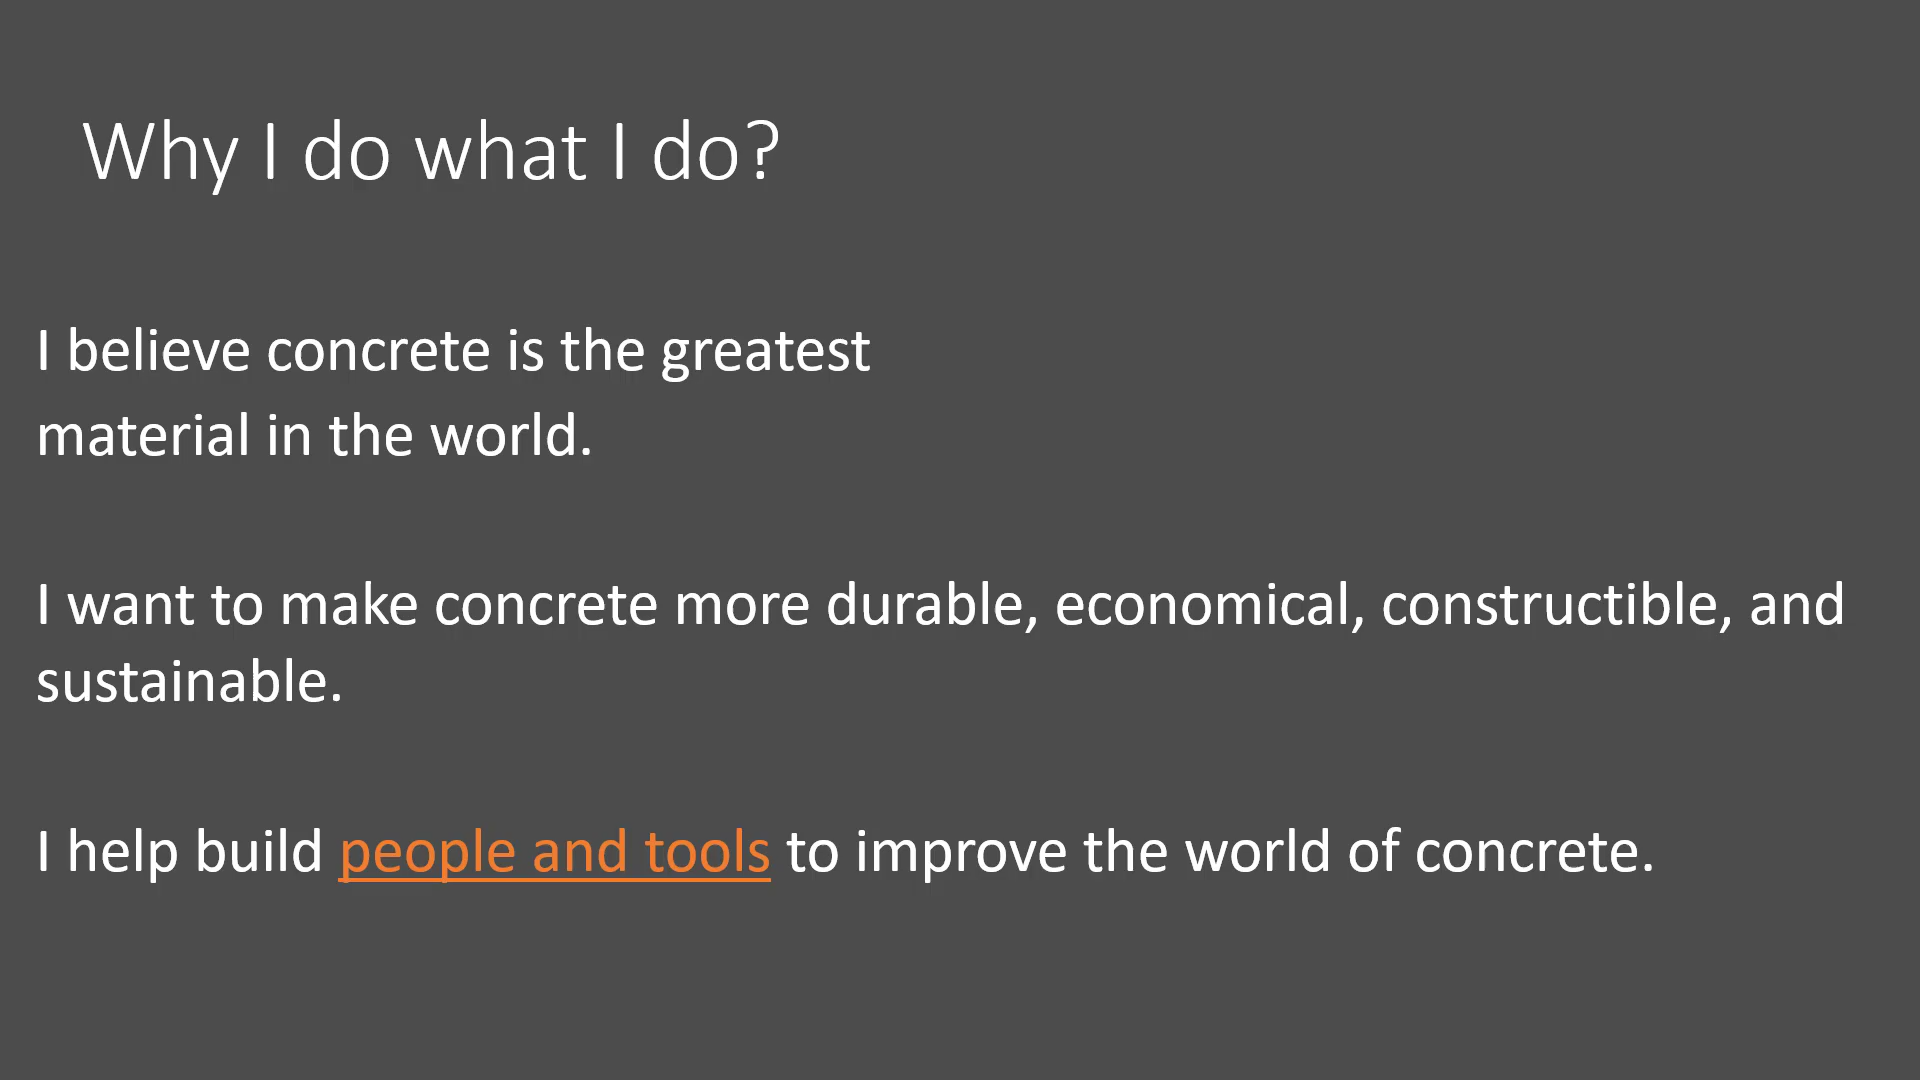 Why I do what I do?
I believe concrete is the greatest
material in the world.
I want to make concrete more durable, economical, constructible, and
sustainable.
I help build people and tools to improve the world of concrete.